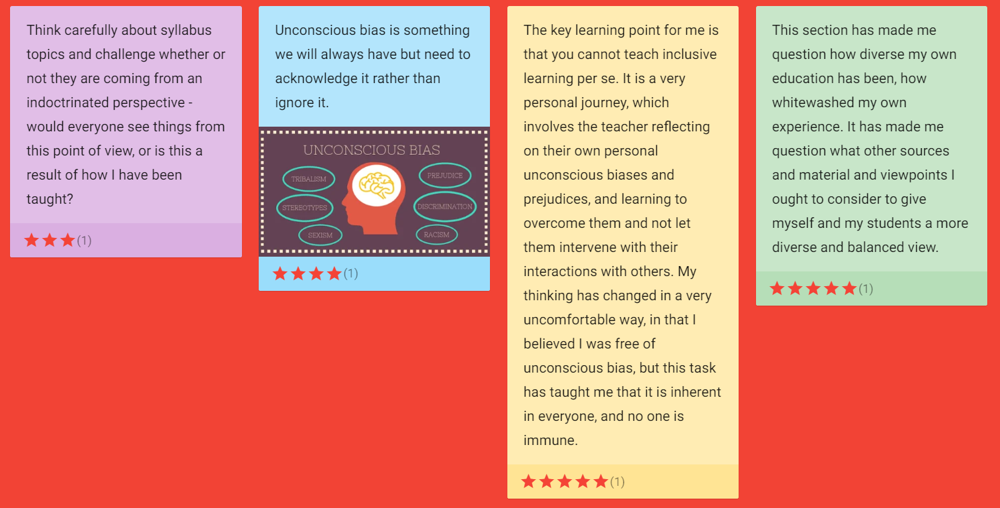 Think carefully about syllabus
topics and challenge whether or
not they are coming from an
indoctrinated perspective -
would everyone see things from
this point of view, or is this a
result of how I have been
taught?
(1)
Unconscious bias is something
we will always have but need to
acknowledge it rather than
ignore it.
UNCONSCIOUS BIAS
TRIBALISM
STEREOTYPES
SEXISM
PREJUDICE
DISCRIMINATION
RACISM
(1)
The key learning point for me is
that you cannot teach inclusive
learning per se. It is a very
personal journey, which
involves the teacher reflecting
on their own personal
unconscious biases and
prejudices, and learning to
overcome them and not let
them intervene with their
interactions with others. My
thinking has changed in a very
uncomfortable way, in that I
believed I was free of
unconscious bias, but this task
has taught me that it is inherent
in everyone, and no one is
immune.
(1)
This section has made me
question how diverse my own
education has been, how
whitewashed my own
experience. It has made me
question what other sources
and material and viewpoints I
ought to consider to give
myself and my students a more
diverse and balanced view.
(1)